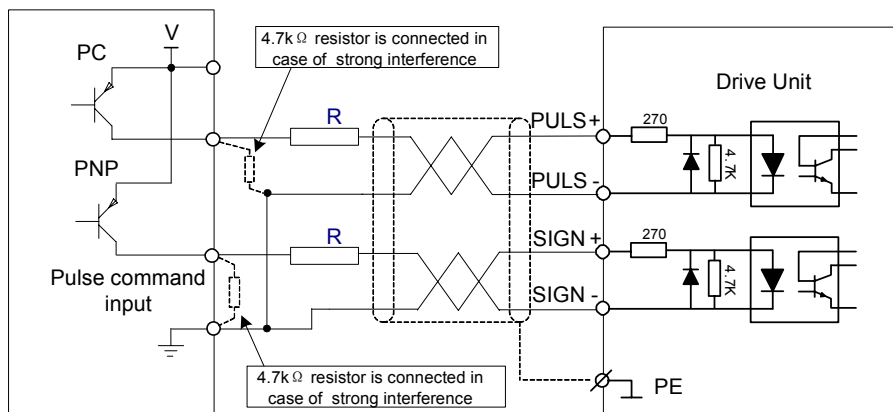 V
PC
4.7kΩ resistor is connected in
case of strong interference
Drive Unit
R
PULS+
270
4.7K
PNP
PULS-
R
SIGN +
270
4.7K
Pulse command
input
SIGN -
4.7kΩ resistor is connected in
case of strong interference
PE